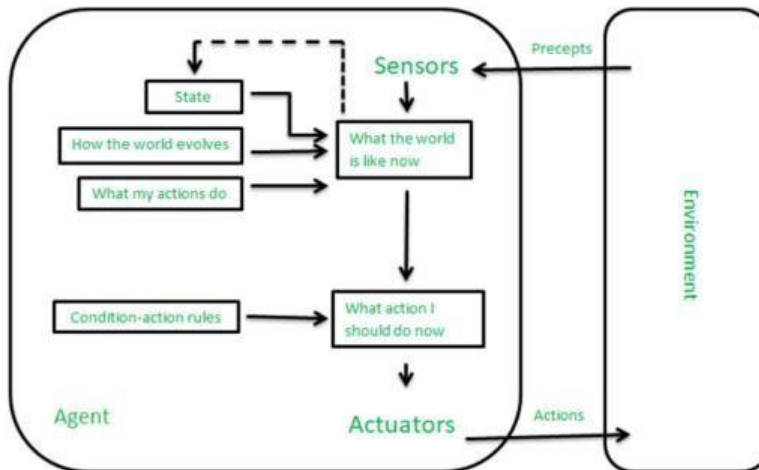 Precepts
Sensors
State
How the world evolves
What the world
is like now
What my actions do
Environment
Condition-action rules
What action I
should do now
Agent
Actuators
Actions